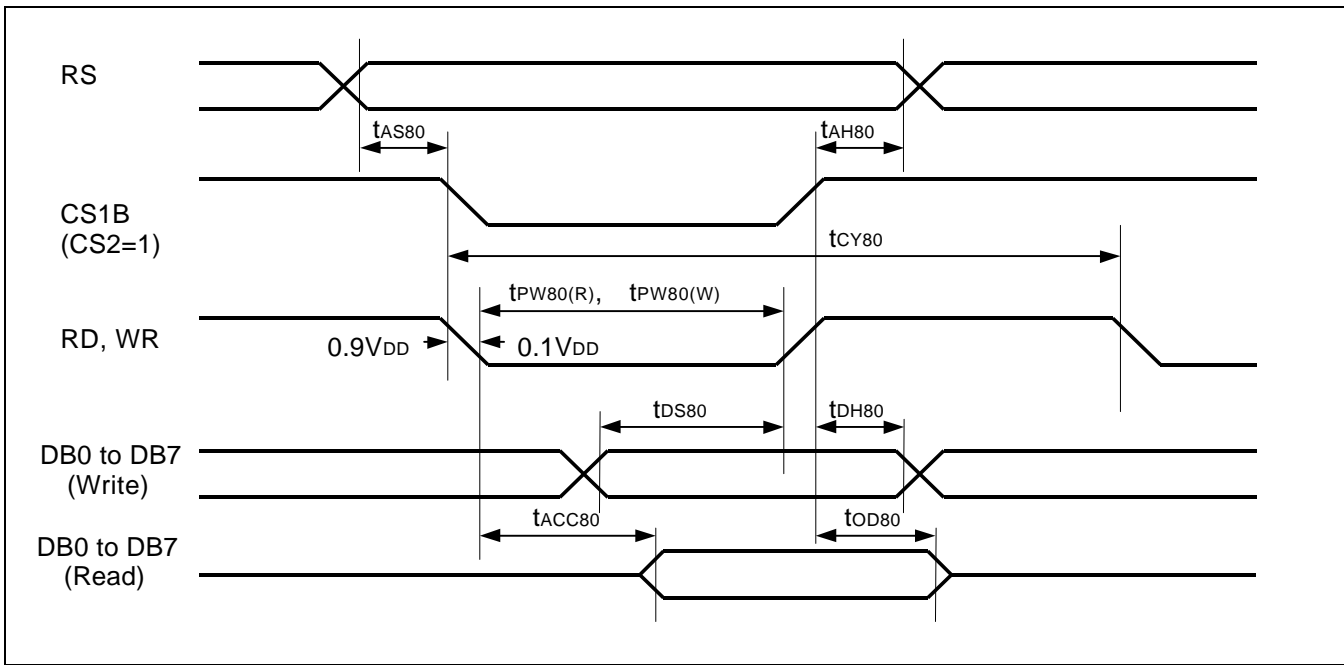 RS
tAS80 tAH80
CS1B
(CS2=1)
tCY80
tPW80(R), tPW80(W)
RD, WR
0.9VDD 0.1VDD
tDS80 tDH80
DB0 to DB7
(Write)
tACC80 tOD80
DB0 to DB7
(Read)